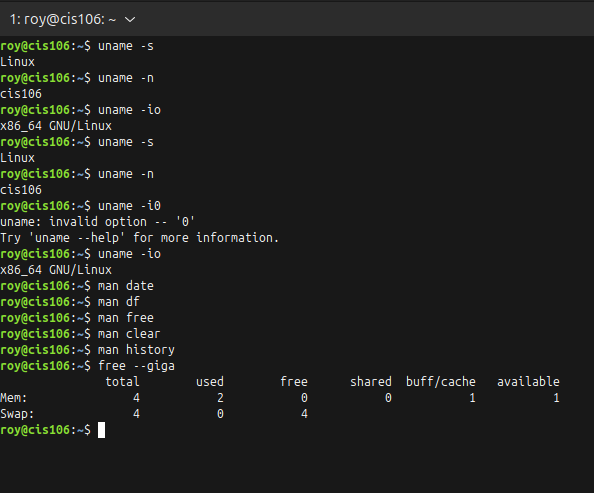 1: roy@cis106: ~
roy@cis106:~$ uname -s
Linux
roy@cis106:~$ uname -n
cis106
roy@cis106:~$ uname -io
x86_64 GNU/Linux
roy@cis106:~$ uname -s
Linux
roy@cis106:~$ uname -n
cis106
roy@cis106:~$ uname -i0
uname: invalid option -- '0'
Try 'uname --help' for more information.
roy@cis106:~$ uname -io
x86_64 GNU/Linux
roy@cis106:~$ man date
roy@cis106:~$ man df
roy@cis106:~$ man free
roy@cis106:~$ man clear
roy@cis106:~$ man history
roy@cis106:~$ free --giga
               total        used        free      shared  buff/cache   available
Mem:               4           2           0           0           1           1
Swap:              4           0           4
roy@cis106:~$